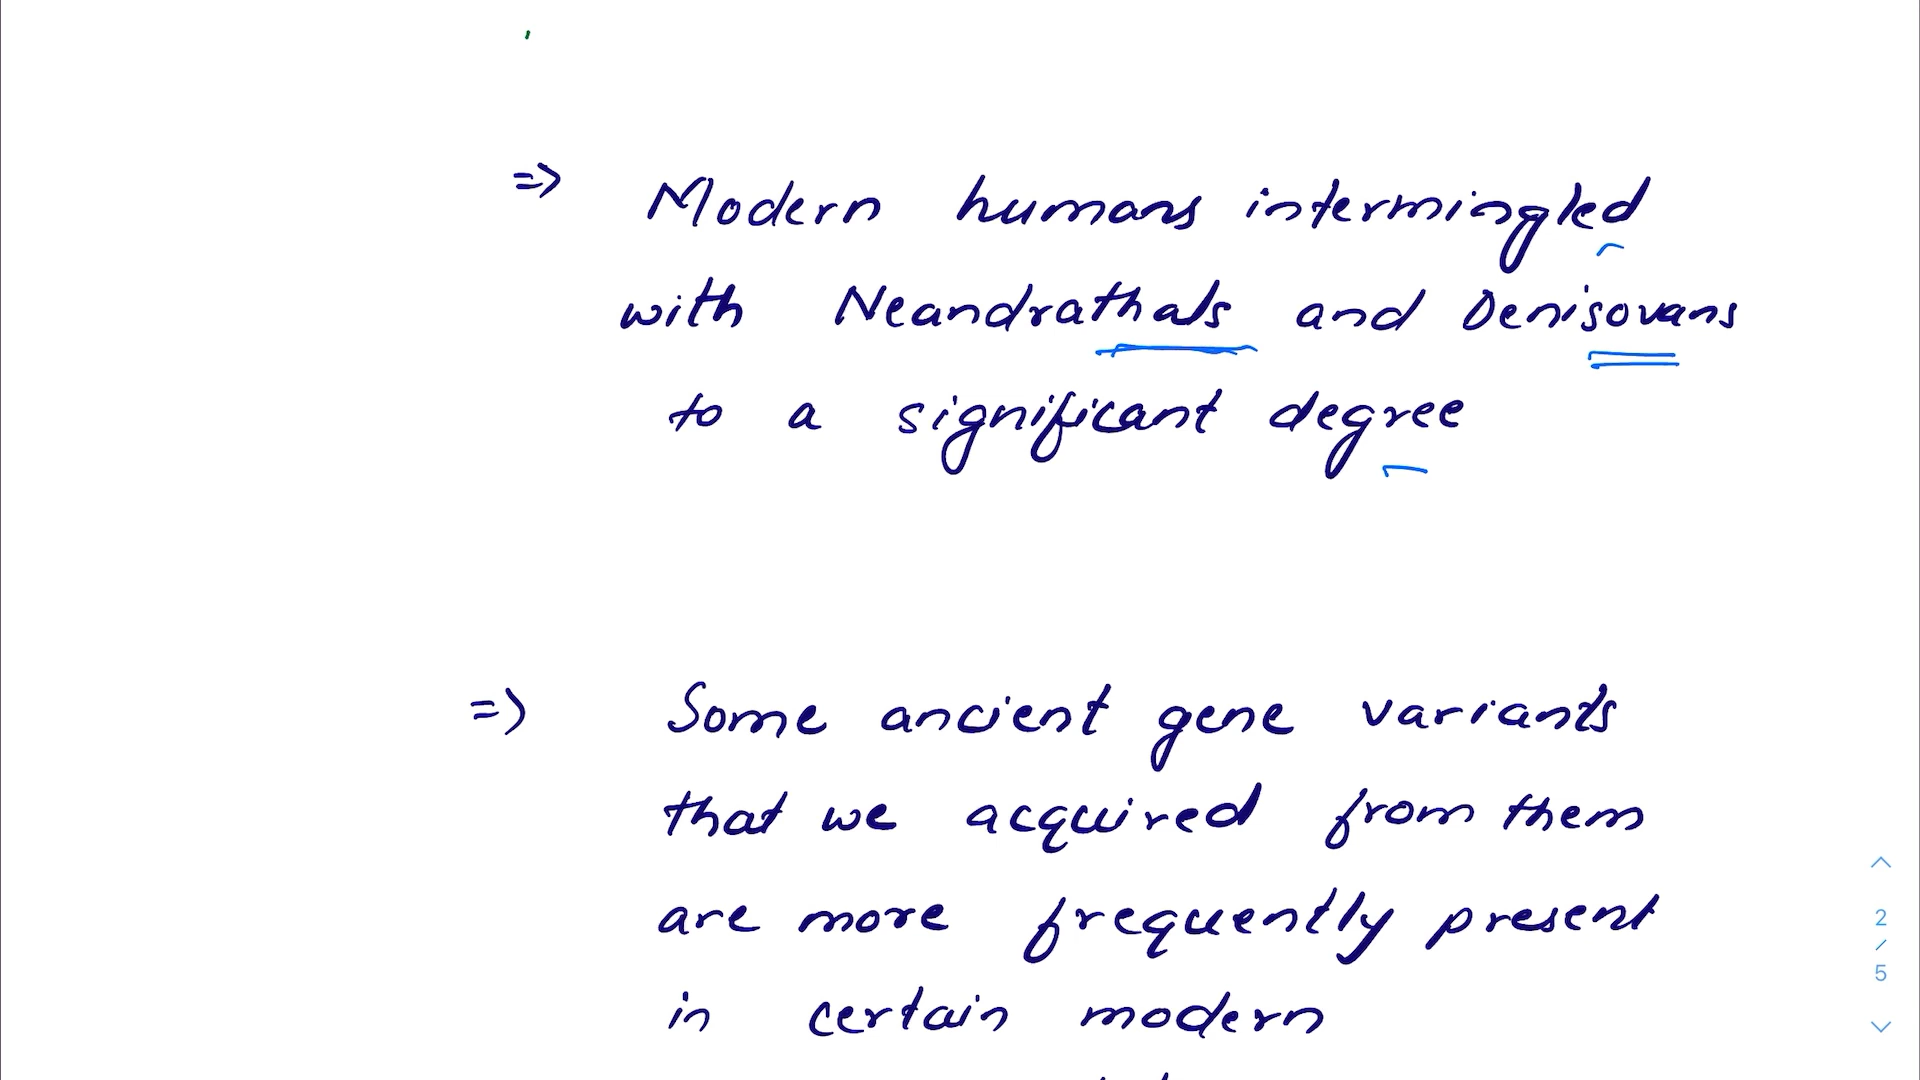 => Modern humans intermingled
with Neandrathals and Denisovans
to a significant degree
=> Some ancient gene variants
that we acquired from them
are more frequently present
in certain modern
2
/
5